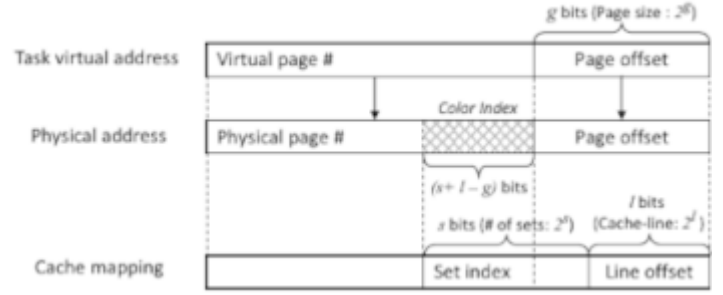 g bits (Page size : 2^g)
Task virtual address Virtual page # Page offset
Color Index
Physical address Physical page # Page offset
(s+ l – g) bits
l bits
s bits (# of sets: 2^s) (Cache-line: 2^l)
Cache mapping Set index Line offset